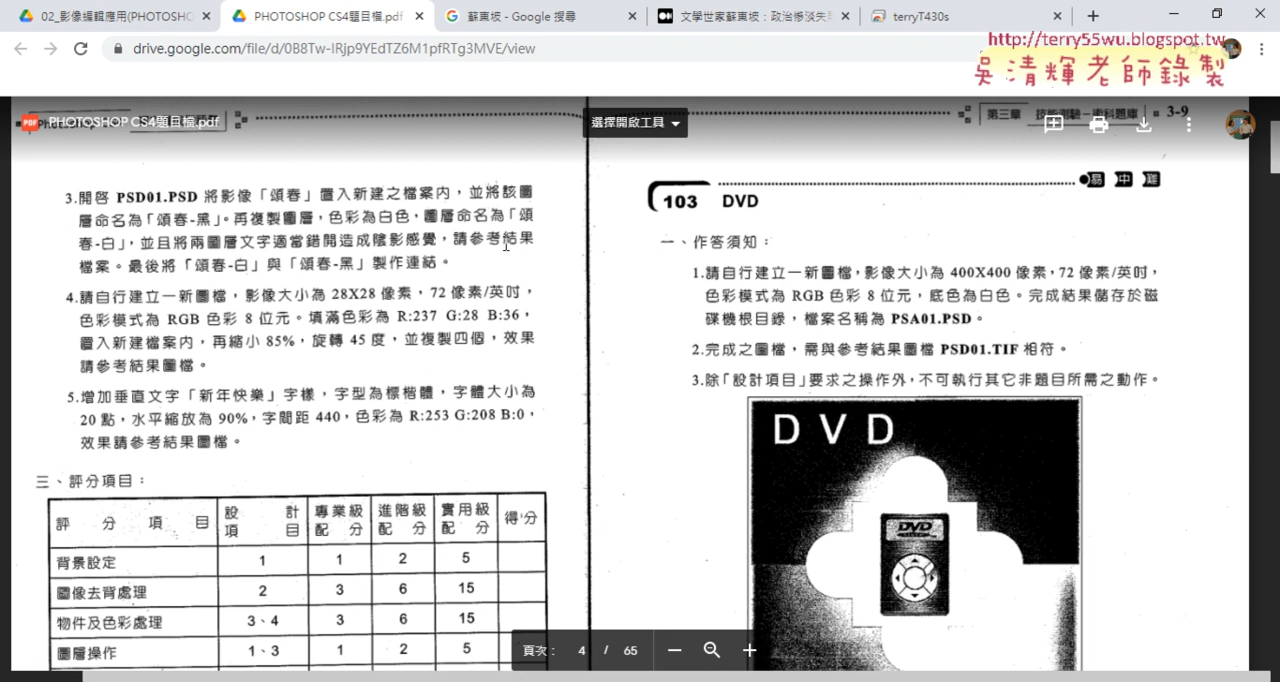 02_影像編輯應用(PHOTOSHO
PHOTOSHOP CS4題目檔.pdf
蘇東坡 - Google 搜尋
文學世家蘇東坡：政治慘淡失
terryT430s
drive.google.com/file/d/0B8Tw-IRjp9YEdTZ6M1pfRTg3MVE/view
http://terry55wu.blogspot.tw
吳清輝老師錄製
PHOTOSHOP CS4題目檔.pdf
選擇開啟工具
第三章 技能測驗－術科題庫 3-9
3.開啓 PSD01.PSD 將影像「頌春」置入新建之檔案內，並將該圖
層命名為「頌春-黑」。再複製圖層，色彩為白色，圖層命名為「頌
春-白」，並且將兩圖層文字適當錯開造成陰影感覺，請參考結果
檔案。最後將「頌春-白」與「頌春-黑」製作連結。
4.請自行建立一新圖檔，影像大小為 28X28 像素，72 像素/英吋，
色彩模式為 RGB 色彩 8 位元。填滿色彩為 R:237 G:28 B:36，
置入新建檔案內，再縮小 85%，旋轉 45 度，並複製四個，效果
請參考結果圖檔。
5.增加垂直文字「新年快樂」字樣，字型為標楷體，字體大小為
20 點，水平縮放為 90%，字間距 440，色彩為 R:253 G:208 B:0，
效果請參考結果圖檔。
三、評分項目：
評分項目 設計項目 專業級配分 進階級配分 實用級配分 得分
背景設定 1 1 2 5
圖像去背處理 2 3 6 15
物件及色彩處理 3、4 3 6 15
圖層操作 1、3 1 2 5
易 中 難
103 DVD
一、作答須知：
1.請自行建立一新圖檔，影像大小為 400X400 像素，72 像素/英吋，
色彩模式為 RGB 色彩 8 位元，底色為白色。完成結果儲存於磁
碟機根目錄，檔案名稱為 PSA01.PSD。
2.完成之圖檔，需與參考結果圖檔 PSD01.TIF 相符。
3.除「設計項目」要求之操作外，不可執行其它非題目所需之動作。
DVD
DVD
頁次： 4 / 65